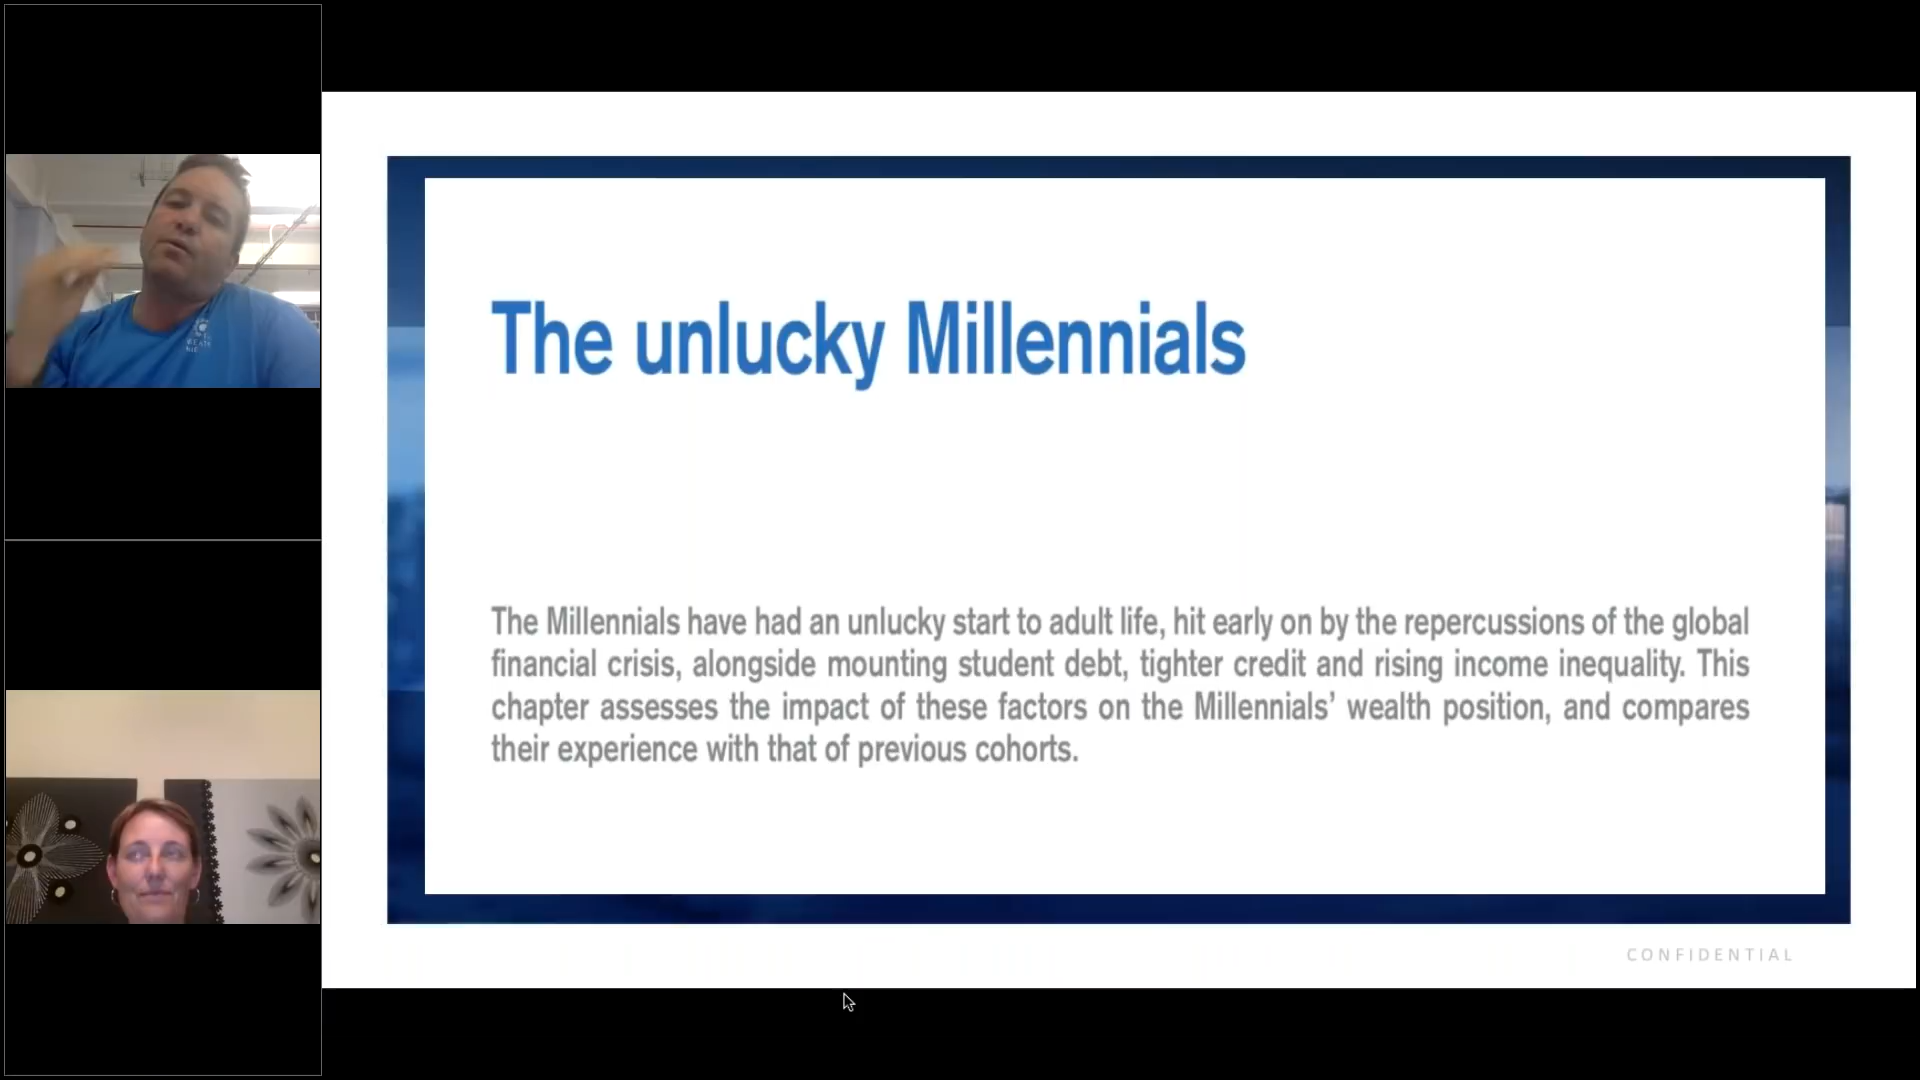 The unlucky Millennials
The Millennials have had an unlucky start to adult life, hit early on by the repercussions of the global
financial crisis, alongside mounting student debt, tighter credit and rising income inequality. This
chapter assesses the impact of these factors on the Millennials’ wealth position, and compares
their experience with that of previous cohorts.
CONFIDENTIAL